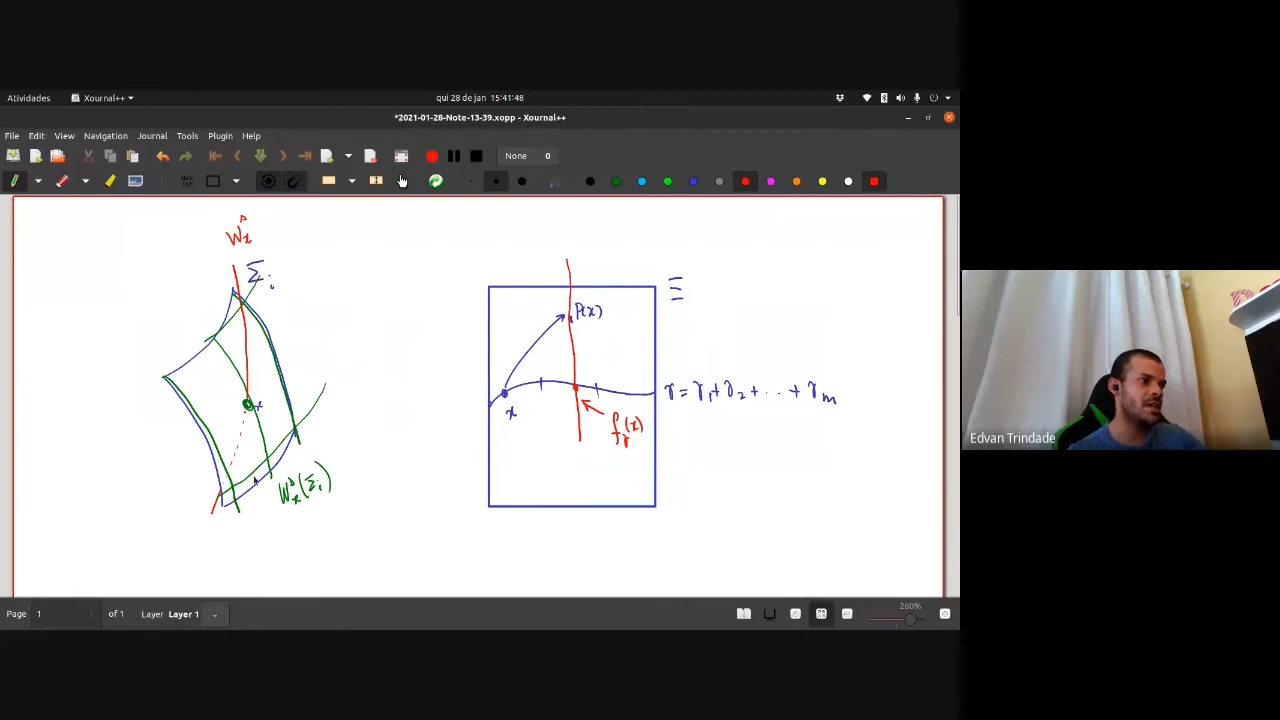 Atividades Xournal++ qui 28 de jan 15:41:48
*2021-01-28-Note-13-39.xopp - Xournal++
File Edit View Navigation Journal Tools Plugin Help
None 0
W^s_x
Σ_i
x
W^s_x(Σ_i)
Ξ
P(x)
x
γ = γ_1 + γ_2 + ... + γ_m
f_γ(x)
Edvan Trindade
Page 1 of 1 Layer Layer 1
260%